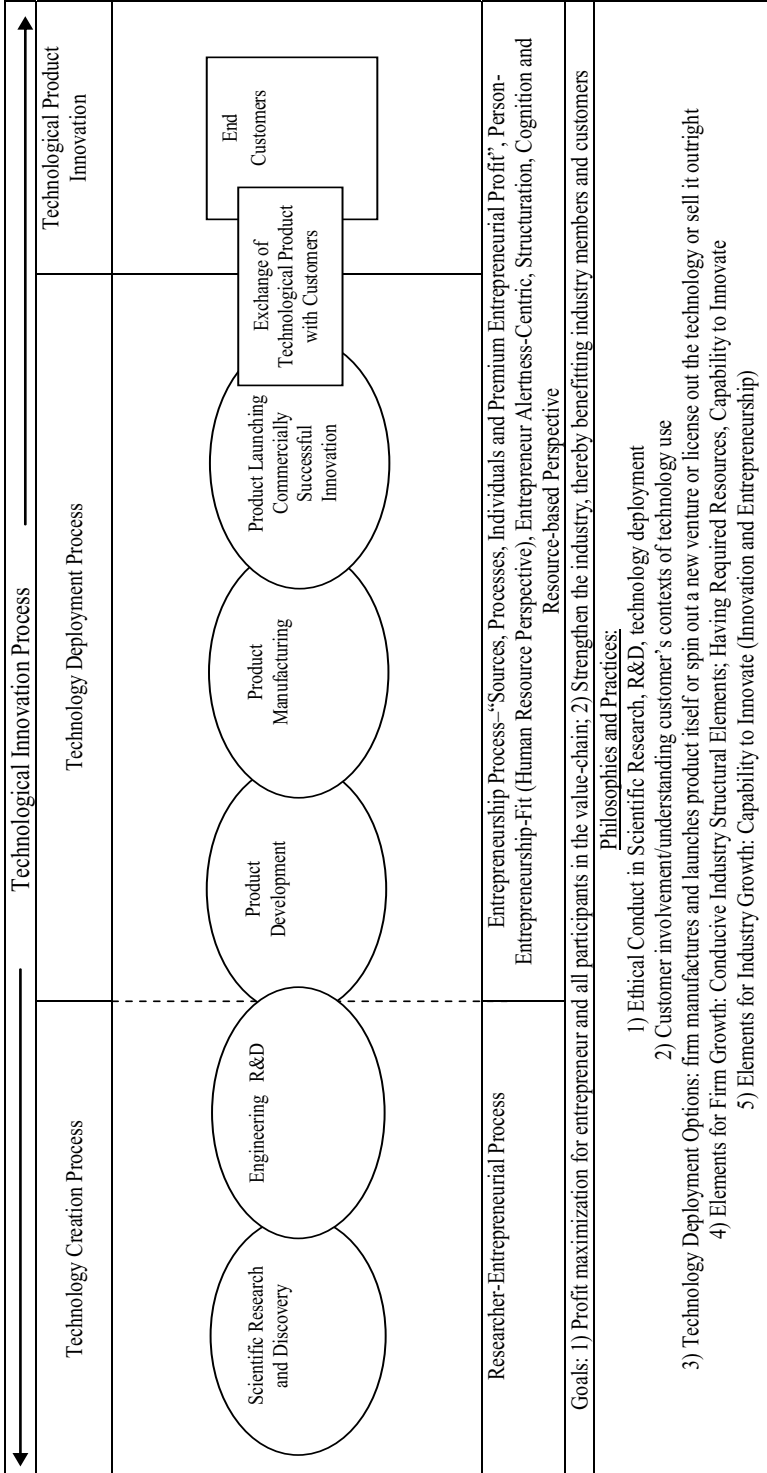 Technological Innovation Process
Technology Creation Process
Technology Deployment Process
Technological Product
Innovation
Scientific Research
and Discovery
Engineering R&D
Product
Development
Product
Manufacturing
Product Launching
Commercially
Successful
Innovation
Exchange of
Technological Product
with Customers
End
Customers
Researcher-Entrepreneurial Process
Entrepreneurship Process–“Sources, Processes, Individuals and Premium Entrepreneurial Profit”, Person-
Entrepreneurship-Fit (Human Resource Perspective), Entrepreneur Alertness-Centric, Structuration, Cognition and
Resource-based Perspective
Goals: 1) Profit maximization for entrepreneur and all participants in the value-chain; 2) Strengthen the industry, thereby benefitting industry members and customers
Philosophies and Practices:
1) Ethical Conduct in Scientific Research, R&D, technology deployment
2) Customer involvement/understanding customer’s contexts of technology use
3) Technology Deployment Options: firm manufactures and launches product itself or spin out a new venture or license out the technology or sell it outright
4) Elements for Firm Growth: Conducive Industry Structural Elements; Having Required Resources, Capability to Innovate
5) Elements for Industry Growth: Capability to Innovate (Innovation and Entrepreneurship)